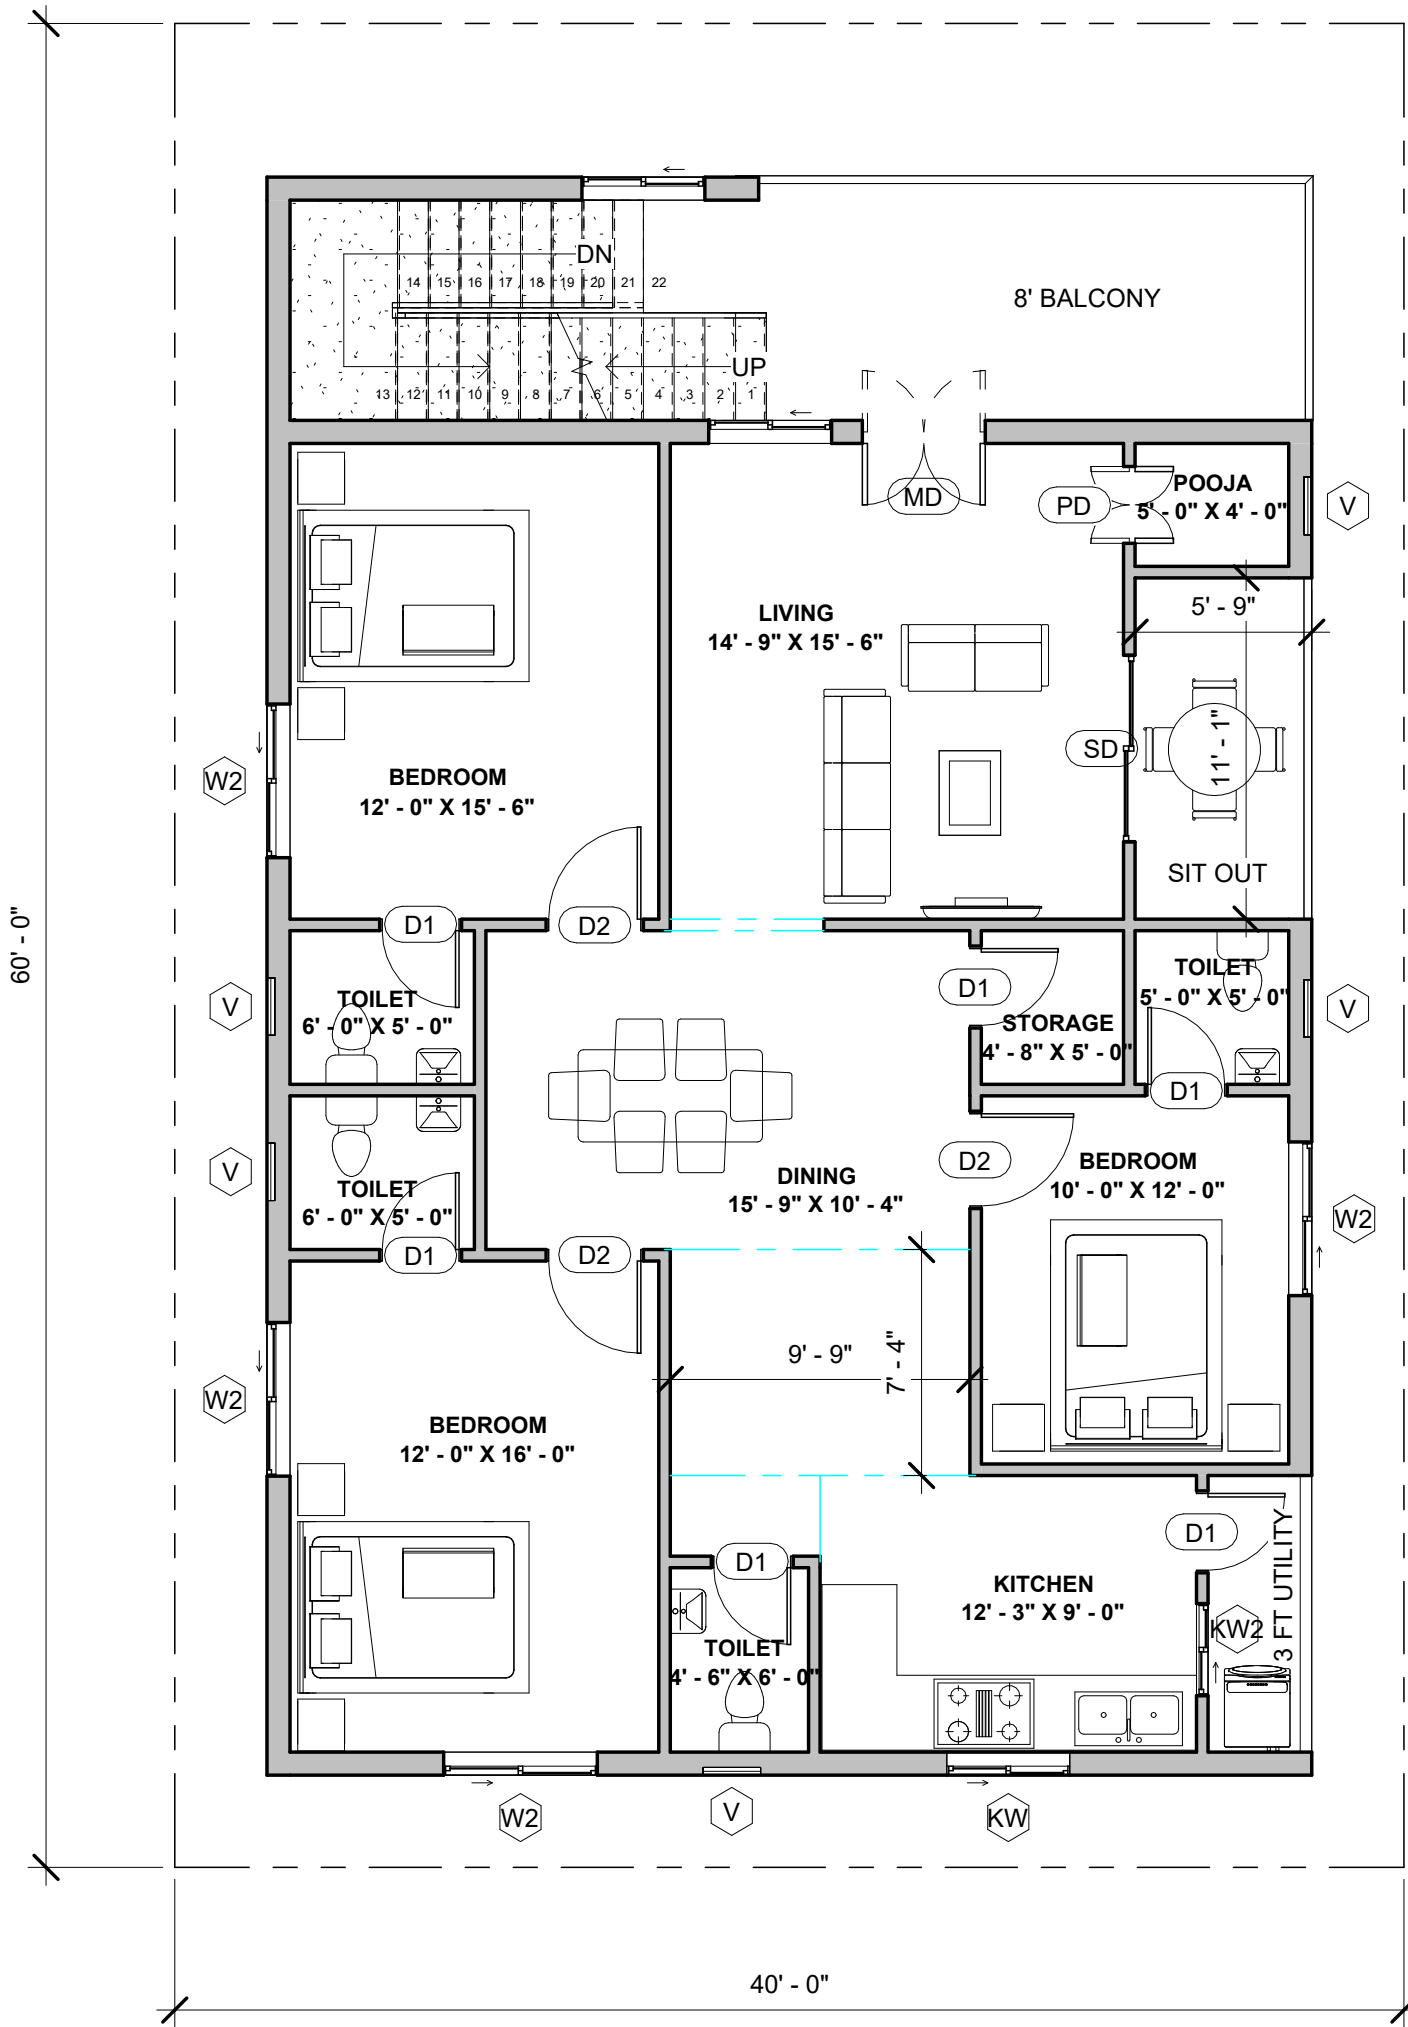 DN
14 15 16 17 18 19 20 21 22
8' BALCONY
UP
13 12 11 10 9 8 7 6 5 4 3 2 1
MD
PD
POOJA
5' - 0" X 4' - 0"
V
5' - 9"
LIVING
14' - 9" X 15' - 6"
11' - 1"
SD
W2
BEDROOM
12' - 0" X 15' - 6"
SIT OUT
60' - 0"
D1
D2
V
TOILET
6' - 0" X 5' - 0"
D1
STORAGE
4' - 8" X 5' - 0"
TOILET
5' - 0" X 5' - 0"
V
D1
V
TOILET
6' - 0" X 5' - 0"
DINING
15' - 9" X 10' - 4"
D2
BEDROOM
10' - 0" X 12' - 0"
W2
D1
D2
9' - 9"
7' - 4"
W2
BEDROOM
12' - 0" X 16' - 0"
D1
D1
3 FT UTILITY
KITCHEN
12' - 3" X 9' - 0"
KW2
TOILET
4' - 6" X 6' - 0"
W2
V
KW
40' - 0"